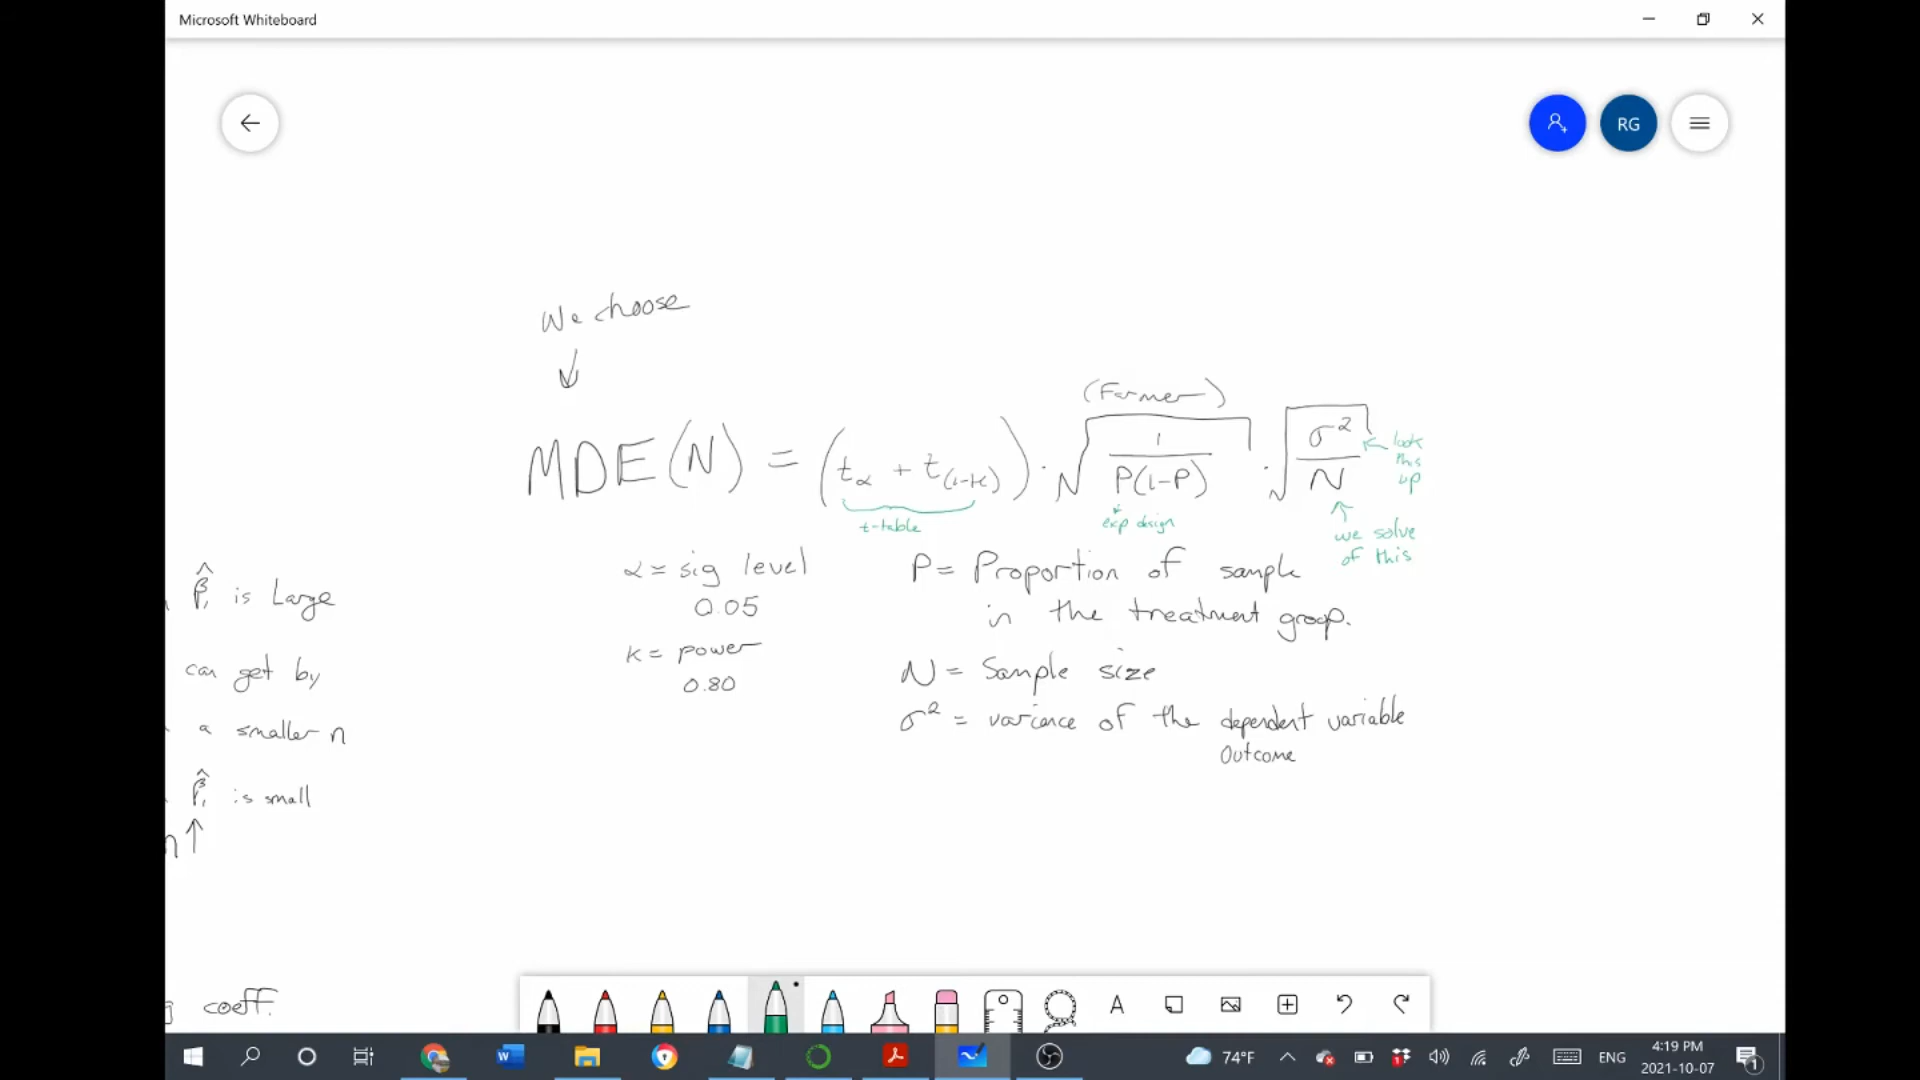 Microsoft Whiteboard
RG
We choose
↓
(Farmer)
MDE(N) = (t_α + t_(1-κ)) · √(1 / P(1-P)) · √(σ² / N)
← look this up
t-table
exp design
we solve
of this
α = sig level
0.05
κ = power
0.80
P = Proportion of sample
in the treatment group.
N = Sample size
σ² = variance of the dependent variable
Outcome
β̂₁ is Large
can get by
a smaller n
β̂₁ is small
n↑
coeff.
A
74°F
ENG
4:19 PM
2021-10-07
1